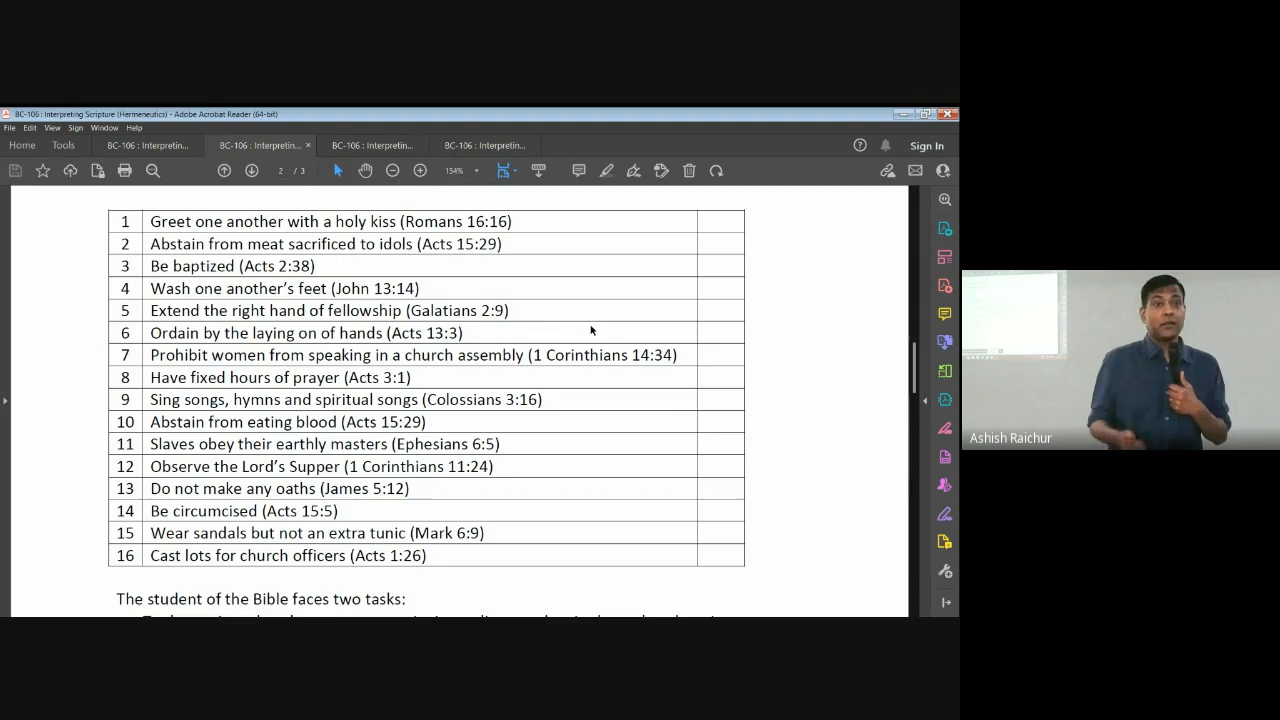 BC-106 : Interpreting Scripture (Hermeneutics) - Adobe Acrobat Reader (64-bit)
File Edit View Sign Window Help
Home Tools BC-106 : Interpretin... BC-106 : Interpretin... × BC-106 : Interpretin... BC-106 : Interpretin... Sign In
2 / 3 154%
1 Greet one another with a holy kiss (Romans 16:16)
2 Abstain from meat sacrificed to idols (Acts 15:29)
3 Be baptized (Acts 2:38)
4 Wash one another’s feet (John 13:14)
5 Extend the right hand of fellowship (Galatians 2:9)
6 Ordain by the laying on of hands (Acts 13:3)
7 Prohibit women from speaking in a church assembly (1 Corinthians 14:34)
8 Have fixed hours of prayer (Acts 3:1)
9 Sing songs, hymns and spiritual songs (Colossians 3:16)
10 Abstain from eating blood (Acts 15:29)
11 Slaves obey their earthly masters (Ephesians 6:5)
12 Observe the Lord’s Supper (1 Corinthians 11:24)
13 Do not make any oaths (James 5:12)
14 Be circumcised (Acts 15:5)
15 Wear sandals but not an extra tunic (Mark 6:9)
16 Cast lots for church officers (Acts 1:26)
The student of the Bible faces two tasks:
Ashish Raichur